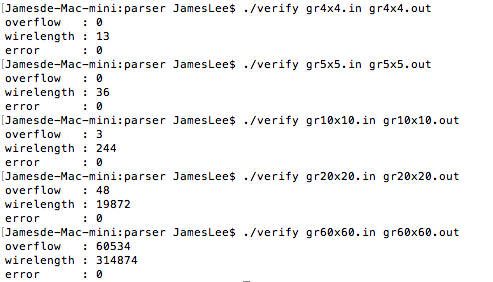 [Jamesde-Mac-mini:parser JamesLee$ ./verify gr4x4.in gr4x4.out
overflow   : 0
wirelength : 13
error      : 0
[Jamesde-Mac-mini:parser JamesLee$ ./verify gr5x5.in gr5x5.out
overflow   : 0
wirelength : 36
error      : 0
[Jamesde-Mac-mini:parser JamesLee$ ./verify gr10x10.in gr10x10.out
overflow   : 3
wirelength : 244
error      : 0
[Jamesde-Mac-mini:parser JamesLee$ ./verify gr20x20.in gr20x20.out
overflow   : 48
wirelength : 19872
error      : 0
[Jamesde-Mac-mini:parser JamesLee$ ./verify gr60x60.in gr60x60.out
overflow   : 60534
wirelength : 314874
error      : 0